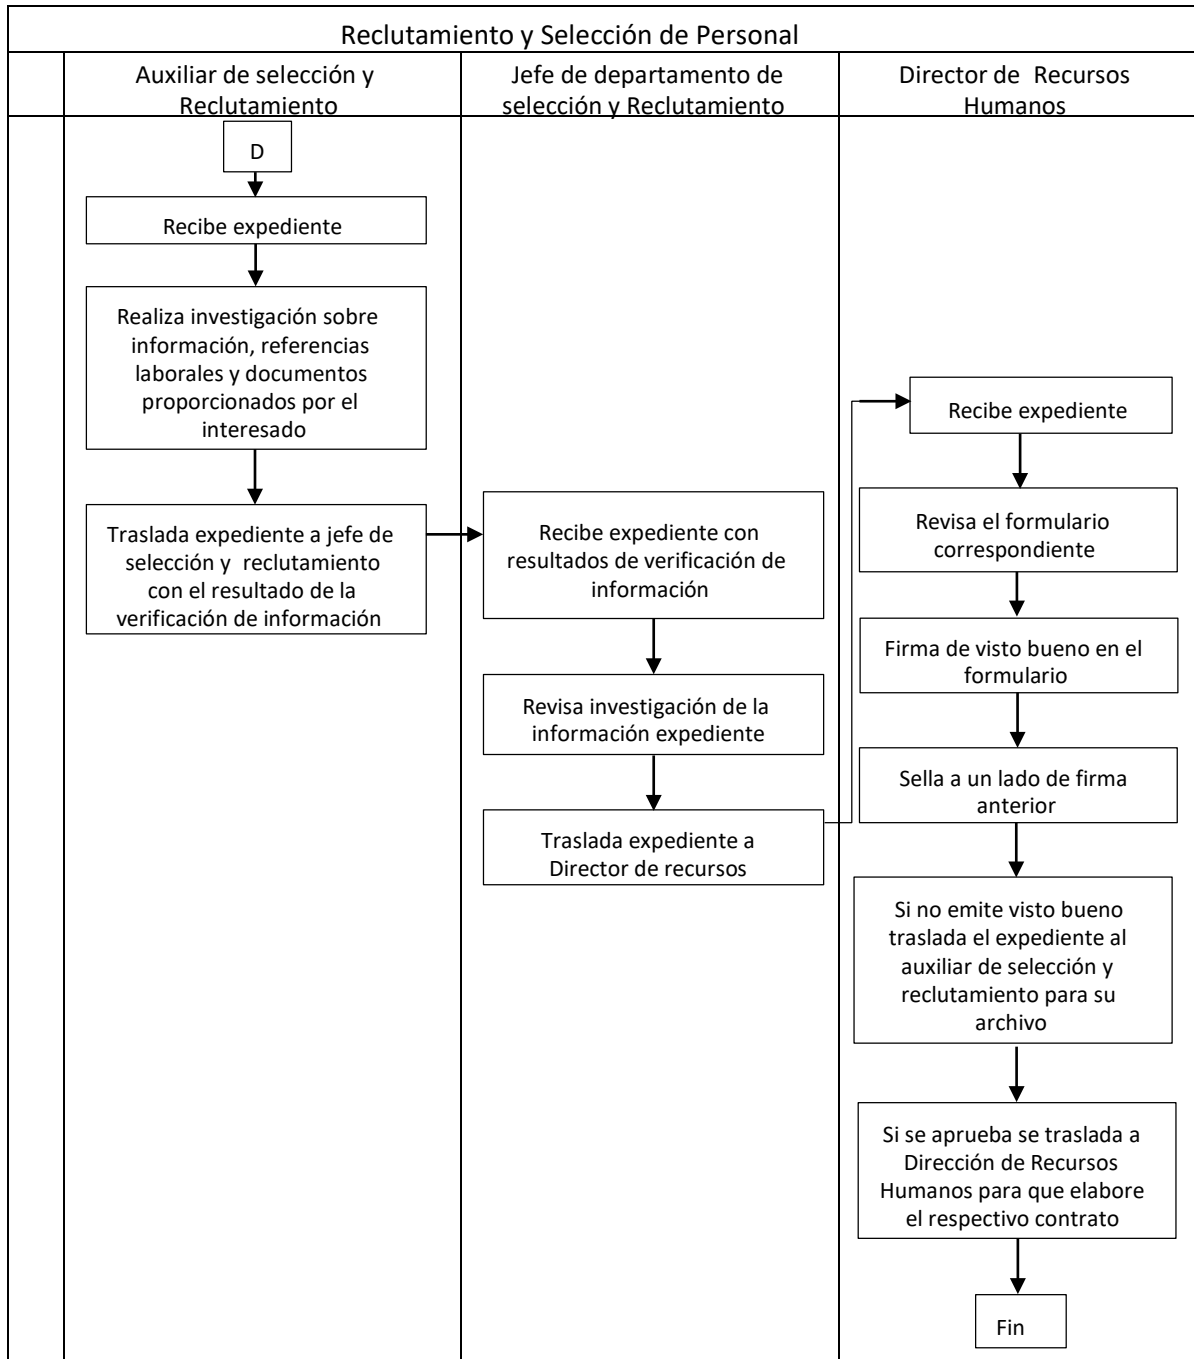 Reclutamiento y Selección de Personal
Auxiliar de selección y
Reclutamiento
Jefe de departamento de
selección y Reclutamiento
Director de Recursos
Humanos
D
Recibe expediente
Realiza investigación sobre
información, referencias
laborales y documentos
proporcionados por el
interesado
Traslada expediente a jefe de
selección y reclutamiento
con el resultado de la
verificación de información
Recibe expediente con
resultados de verificación de
información
Revisa investigación de la
información expediente
Traslada expediente a
Director de recursos
Recibe expediente
Revisa el formulario
correspondiente
Firma de visto bueno en el
formulario
Sella a un lado de firma
anterior
Si no emite visto bueno
traslada el expediente al
auxiliar de selección y
reclutamiento para su
archivo
Si se aprueba se traslada a
Dirección de Recursos
Humanos para que elabore
el respectivo contrato
Fin